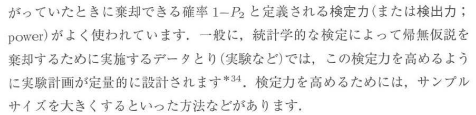 がっていたときに棄却できる確率 1−P₂ と定義される検定力(または検出力;
power)がよく使われています.一般に,統計学的な検定によって帰無仮説を
棄却するために実施するデータとり(実験など)では,この検定力を高めるよう
に実験計画が定量的に設計されます*34.検定力を高めるためには,サンプル
サイズを大きくするといった方法などがあります.